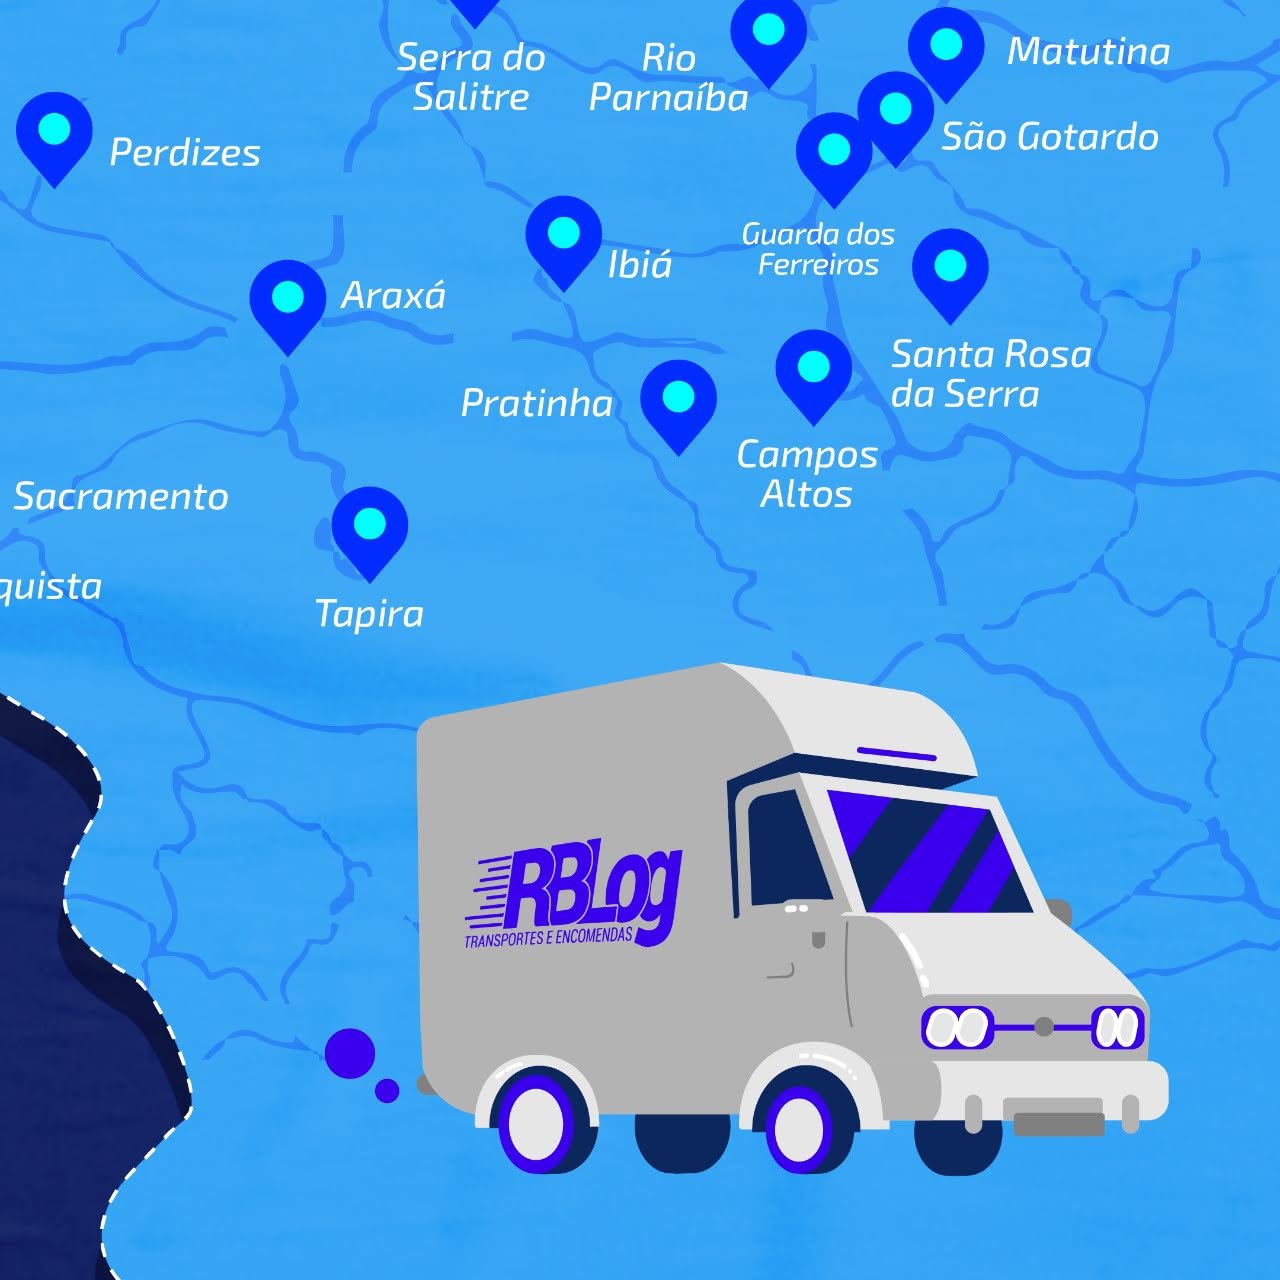 Serra do
Salitre
Rio
Parnaíba
Matutina
São Gotardo
Perdizes
Guarda dos
Ferreiros
Ibiá
Araxá
Santa Rosa
da Serra
Pratinha
Campos
Altos
Sacramento
quista
Tapira
RBLog
TRANSPORTES E ENCOMENDAS